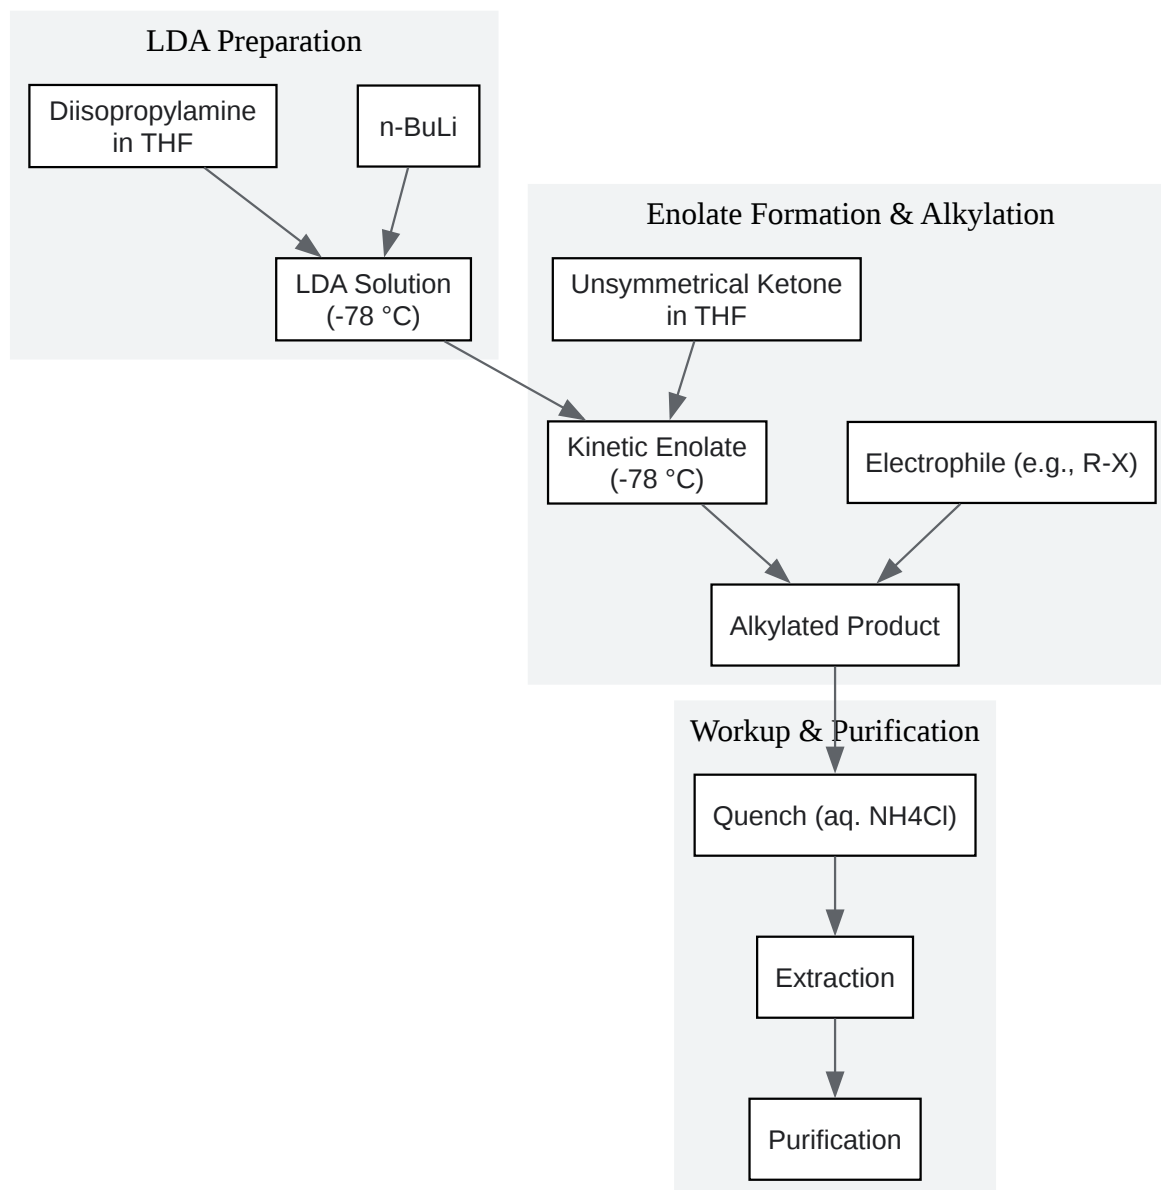 LDA Preparation
Diisopropylamine
in THF
n-BuLi
LDA Solution
(-78 °C)
Enolate Formation & Alkylation
Unsymmetrical Ketone
in THF
Kinetic Enolate
(-78 °C)
Electrophile (e.g., R-X)
Alkylated Product
Workup & Purification
Quench (aq. NH4Cl)
Extraction
Purification